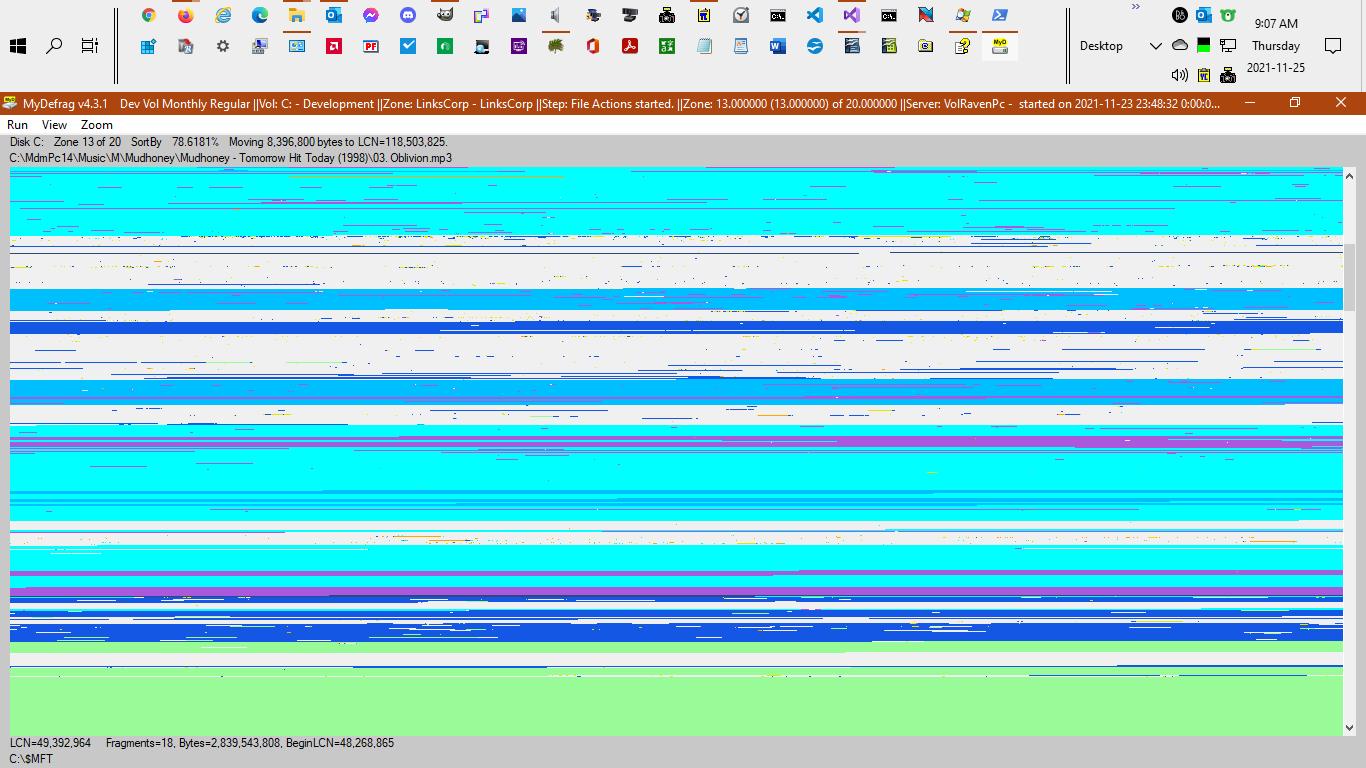 »
9:07 AM
Desktop
Thursday
2021-11-25
MyDefrag v4.3.1 Dev Vol Monthly Regular ||Vol: C: - Development ||Zone: LinksCorp - LinksCorp ||Step: File Actions started. ||Zone: 13.000000 (13.000000) of 20.000000 ||Server: VolRavenPc - started on 2021-11-23 23:48:32 0:00:0...
Run View Zoom
Disk C: Zone 13 of 20 SortBy 78.6181% Moving 8,396,800 bytes to LCN=118,503,825.
C:\MdmPc14\Music\M\Mudhoney\Mudhoney - Tomorrow Hit Today (1998)\03. Oblivion.mp3
LCN=49,392,964 Fragments=18, Bytes=2,839,543,808, BeginLCN=48,268,865
C:\$MFT